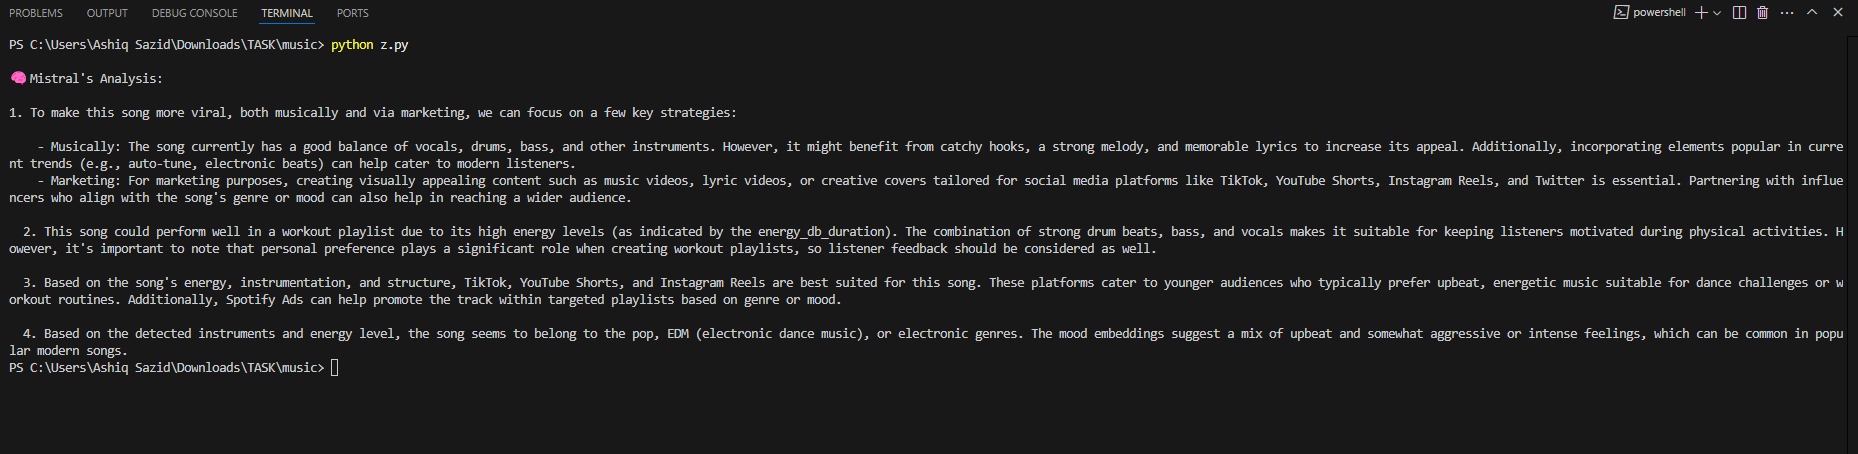 PROBLEMS OUTPUT DEBUG CONSOLE TERMINAL PORTS powershell
PS C:\Users\Ashiq Sazid\Downloads\TASK\music> python z.py
Mistral's Analysis:
1. To make this song more viral, both musically and via marketing, we can focus on a few key strategies:
- Musically: The song currently has a good balance of vocals, drums, bass, and other instruments. However, it might benefit from catchy hooks, a strong melody, and memorable lyrics to increase its appeal. Additionally, incorporating elements popular in curre
nt trends (e.g., auto-tune, electronic beats) can help cater to modern listeners.
- Marketing: For marketing purposes, creating visually appealing content such as music videos, lyric videos, or creative covers tailored for social media platforms like TikTok, YouTube Shorts, Instagram Reels, and Twitter is essential. Partnering with influe
ncers who align with the song's genre or mood can also help in reaching a wider audience.
2. This song could perform well in a workout playlist due to its high energy levels (as indicated by the energy_db_duration). The combination of strong drum beats, bass, and vocals makes it suitable for keeping listeners motivated during physical activities. H
owever, it's important to note that personal preference plays a significant role when creating workout playlists, so listener feedback should be considered as well.
3. Based on the song's energy, instrumentation, and structure, TikTok, YouTube Shorts, and Instagram Reels are best suited for this song. These platforms cater to younger audiences who typically prefer upbeat, energetic music suitable for dance challenges or w
orkout routines. Additionally, Spotify Ads can help promote the track within targeted playlists based on genre or mood.
4. Based on the detected instruments and energy level, the song seems to belong to the pop, EDM (electronic dance music), or electronic genres. The mood embeddings suggest a mix of upbeat and somewhat aggressive or intense feelings, which can be common in popu
lar modern songs.
PS C:\Users\Ashiq Sazid\Downloads\TASK\music>